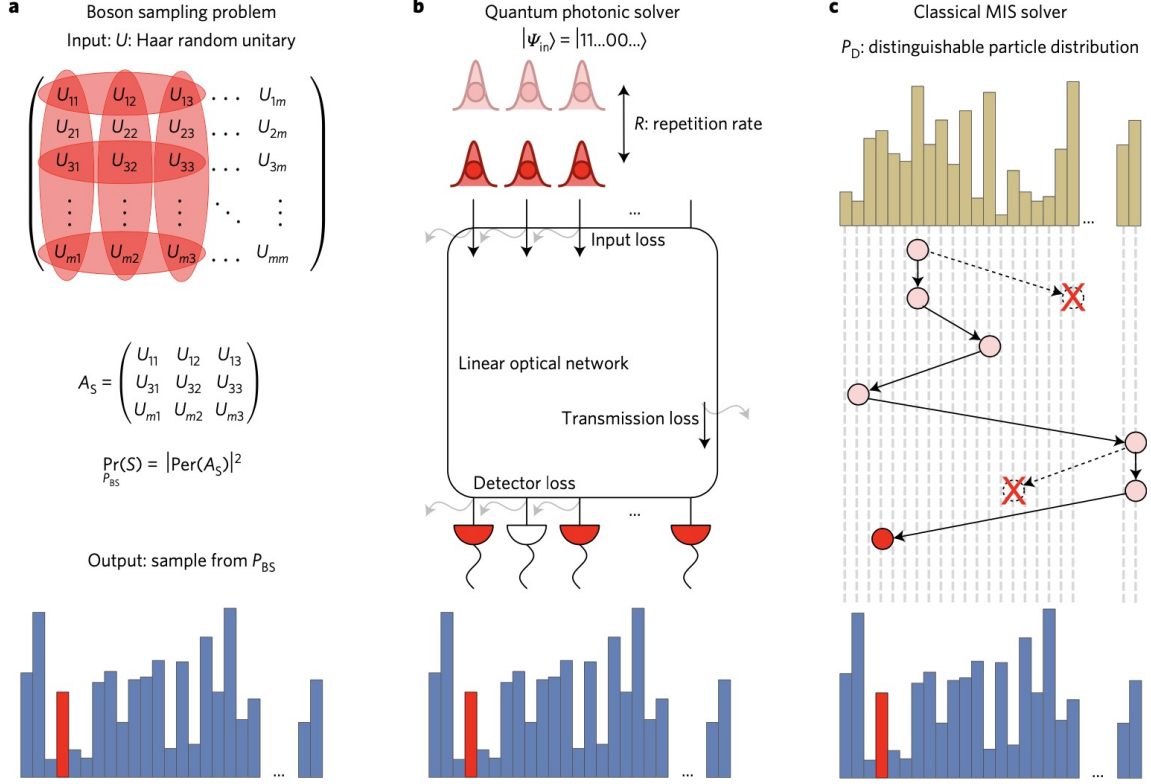 a
Boson sampling problem
Input: U: Haar random unitary
U11 U12 U13 ... U1m
U21 U22 U23 ... U2m
U31 U32 U33 ... U3m
⋮ ⋮ ⋮ ⋱ ⋮
Um1 Um2 Um3 ... Umm
AS = ( U11 U12 U13
U31 U32 U33
Um1 Um2 Um3 )
Pr(S) = |Per(AS)|²
PBS
Output: sample from PBS
...
b
Quantum photonic solver
|Ψin⟩ = |11...00...⟩
R: repetition rate
...
Input loss
Linear optical network
Transmission loss
Detector loss
...
...
c
Classical MIS solver
PD: distinguishable particle distribution
...
X
X
...